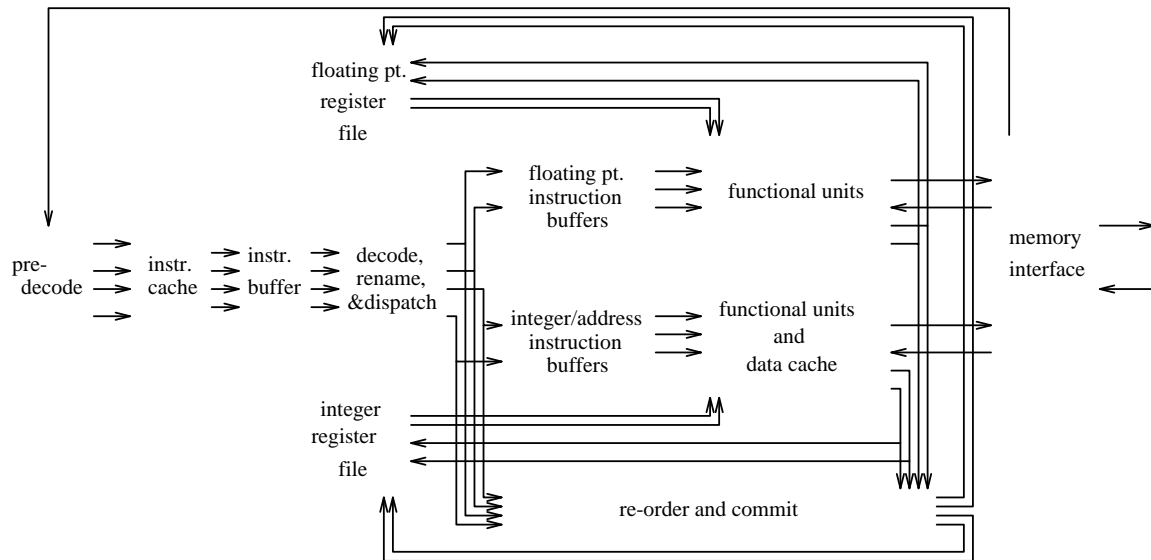 floating pt.
register
file
floating pt.
instruction
buffers
functional units
pre-
decode
instr.
cache
instr.
buffer
decode,
rename,
&dispatch
memory
interface
integer/address
instruction
buffers
functional units
and
data cache
integer
register
file
re-order and commit